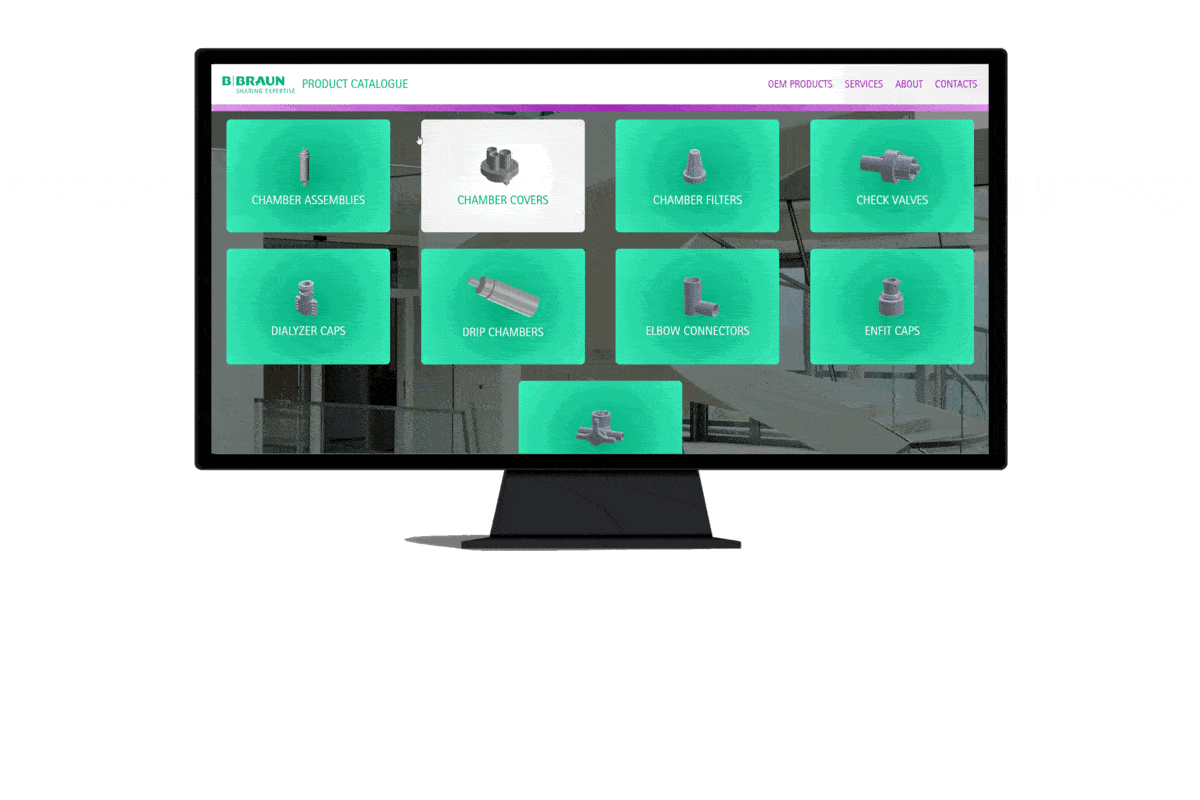 B|BRAUN
SHARING EXPERTISE
PRODUCT CATALOGUE
OEM PRODUCTS
SERVICES
ABOUT
CONTACTS
CHAMBER ASSEMBLIES
CHAMBER COVERS
CHAMBER FILTERS
CHECK VALVES
DIALYZER CAPS
DRIP CHAMBERS
ELBOW CONNECTORS
ENFIT CAPS